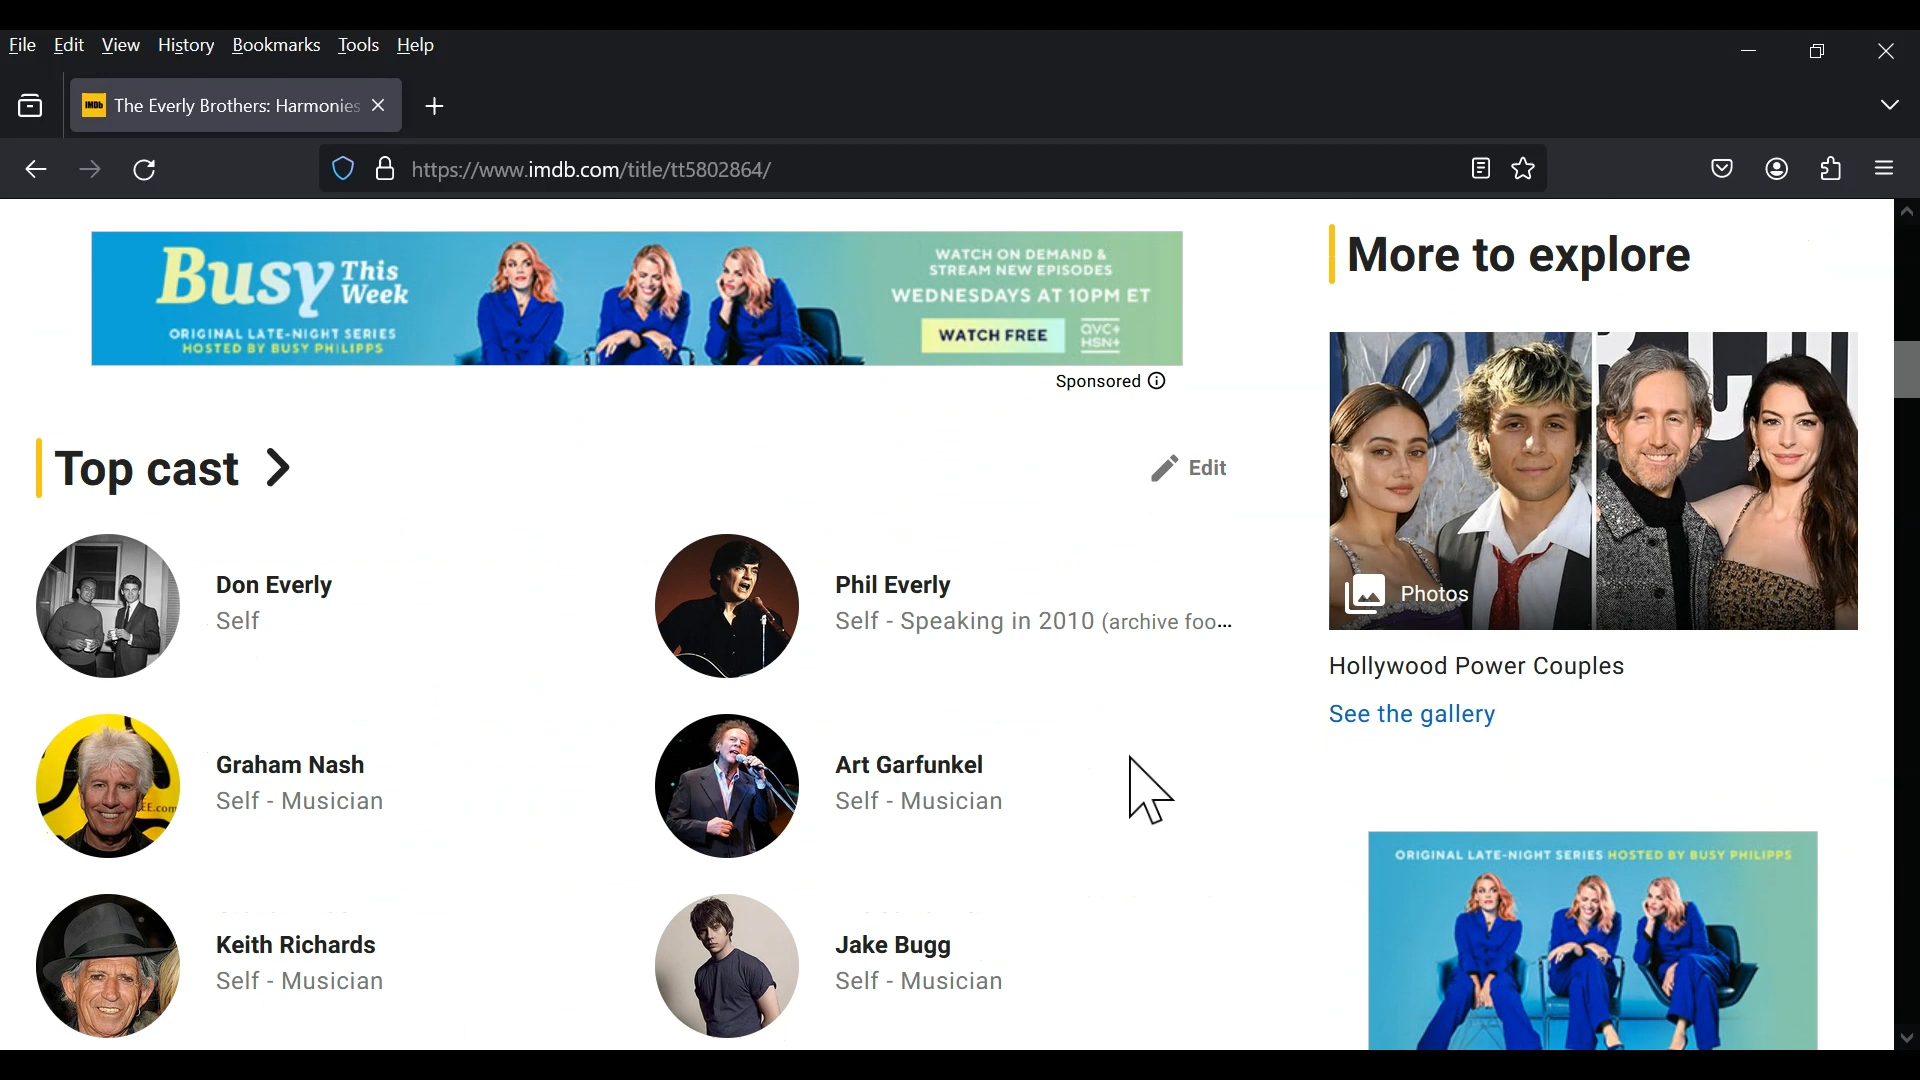 File Edit View History Bookmarks Tools Help
IMDb The Everly Brothers: Harmonies
https://www.imdb.com/title/tt5802864/
Busy This Week
ORIGINAL LATE-NIGHT SERIES
HOSTED BY BUSY PHILIPPS
WATCH ON DEMAND &
STREAM NEW EPISODES
WEDNESDAYS AT 10PM ET
WATCH FREE
QVC+
HSN+
Sponsored
Top cast
Edit
Don Everly
Self
Phil Everly
Self - Speaking in 2010 (archive foo...
Graham Nash
Self - Musician
Art Garfunkel
Self - Musician
Keith Richards
Self - Musician
Jake Bugg
Self - Musician
More to explore
Photos
Hollywood Power Couples
See the gallery
ORIGINAL LATE-NIGHT SERIES HOSTED BY BUSY PHILIPPS